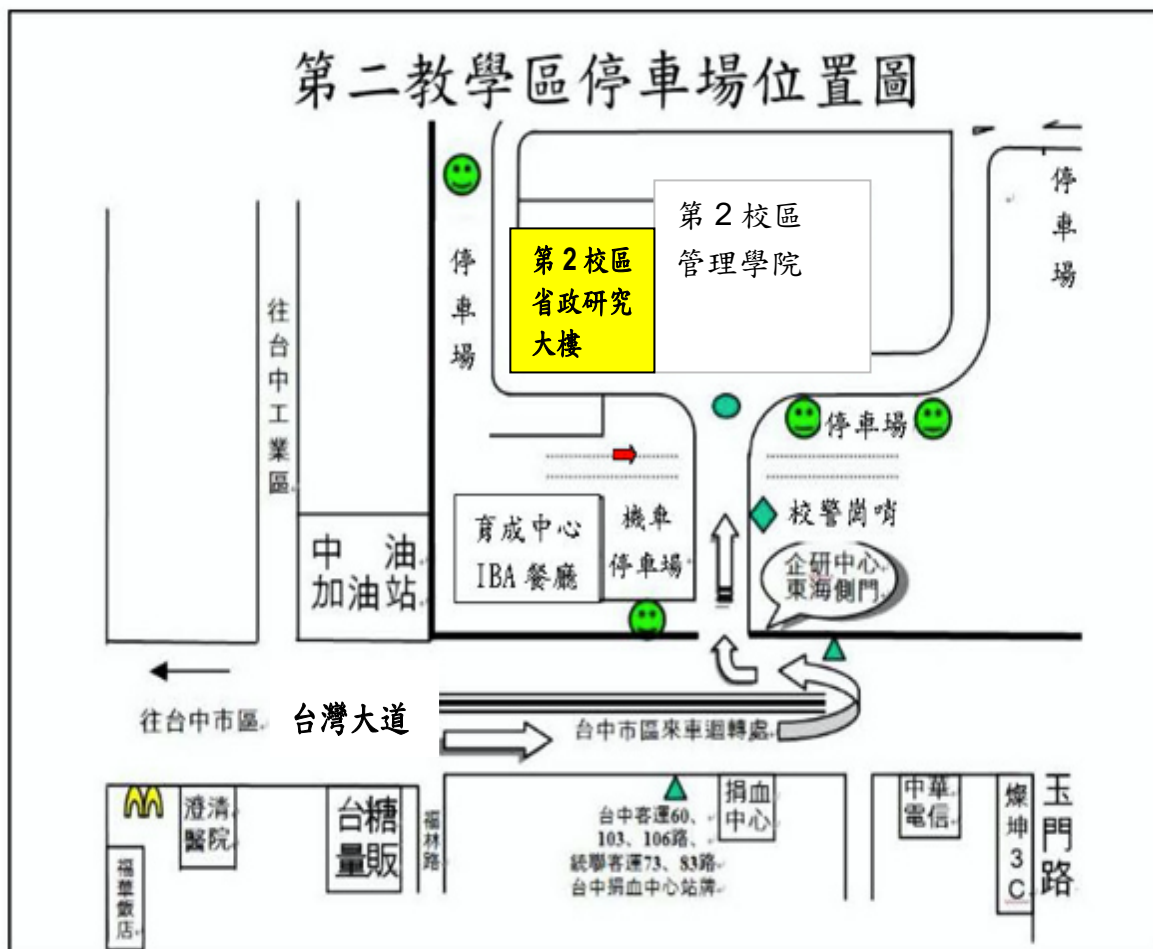 第二教學區停車場位置圖
停車場
第2校區
省政研究
大樓
第2校區
管理學院
停車場
往台中工業區
停車場
校警崗哨
企研中心
東海側門
中油
加油站
育成中心
IBA餐廳
機車
停車場
往台中市區
台灣大道
台中市區來車迴轉處
福華飯店
澄清
醫院
台糖
量販
福林路
台中客運60、
103、106路、
統聯客運73、83路
台中捐血中心站牌
捐血
中心
中華
電信
燦坤3C
玉門路